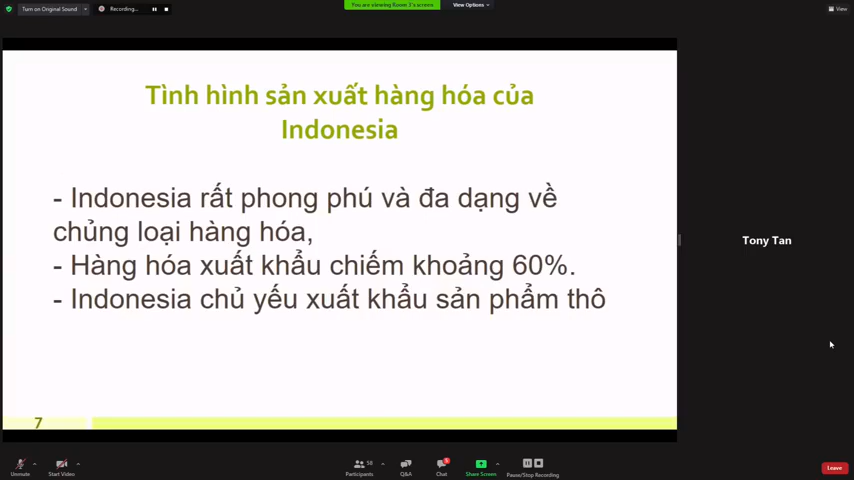 Turn on Original Sound
Recording...
You are viewing Room_3's screen
View Options
View
Tình hình sản xuất hàng hóa của
Indonesia
- Indonesia rất phong phú và đa dạng về
chủng loại hàng hóa,
- Hàng hóa xuất khẩu chiếm khoảng 60%.
- Indonesia chủ yếu xuất khẩu sản phẩm thô
Tony Tan
7
Unmute
Start Video
Participants
58
Q&A
Chat
Share Screen
Pause/Stop Recording
Leave